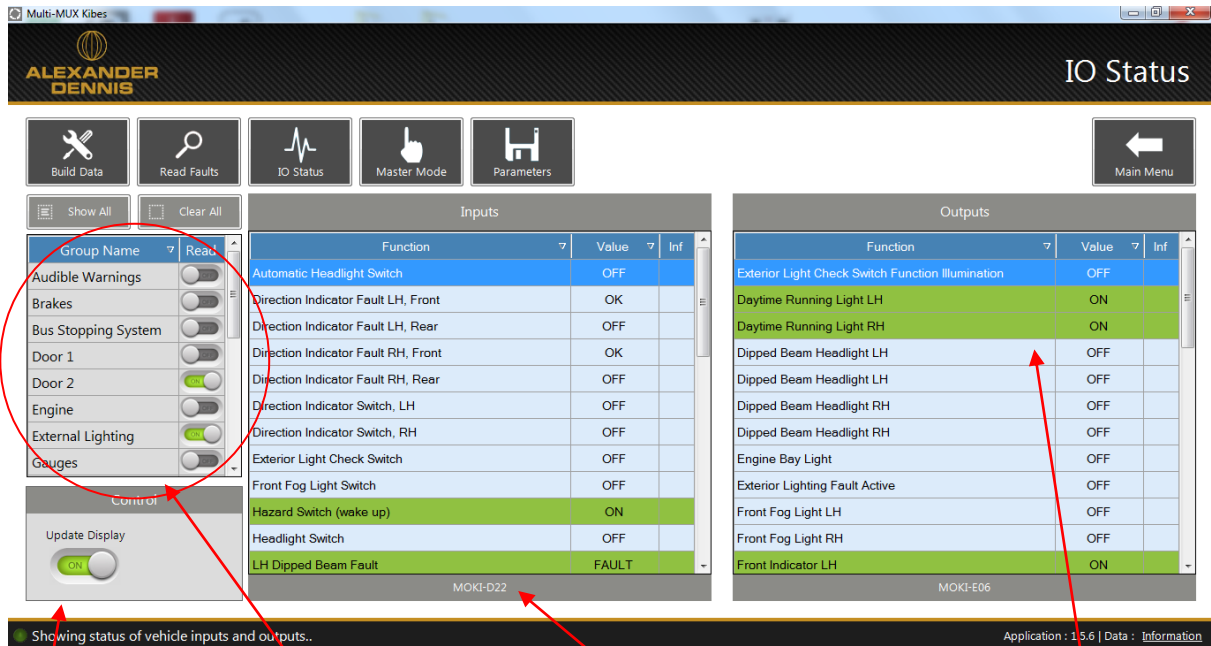 Multi-MUX Kibes
ALEXANDER
DENNIS
IO Status
Build Data
Read Faults
IO Status
Master Mode
Parameters
Main Menu
Show All
Clear All
Group Name Read
Audible Warnings
Brakes
Bus Stopping System
Door 1
Door 2 ON
Engine
External Lighting ON
Gauges
Control
Update Display
ON
Inputs
Function Value Inf
Automatic Headlight Switch OFF
Direction Indicator Fault LH, Front OK
Direction Indicator Fault LH, Rear OFF
Direction Indicator Fault RH, Front OK
Direction Indicator Fault RH, Rear OFF
Direction Indicator Switch, LH OFF
Direction Indicator Switch, RH OFF
Exterior Light Check Switch OFF
Front Fog Light Switch OFF
Hazard Switch (wake up) ON
Headlight Switch OFF
LH Dipped Beam Fault FAULT
MOKI-D22
Outputs
Function Value Inf
Exterior Light Check Switch Function Illumination OFF
Daytime Running Light LH ON
Daytime Running Light RH ON
Dipped Beam Headlight LH OFF
Dipped Beam Headlight LH OFF
Dipped Beam Headlight RH OFF
Dipped Beam Headlight RH OFF
Engine Bay Light OFF
Exterior Lighting Fault Active OFF
Front Fog Light LH OFF
Front Fog Light RH OFF
Front Indicator LH ON
MOKI-E06
Showing status of vehicle inputs and outputs..
Application : 1.5.6 | Data : Information